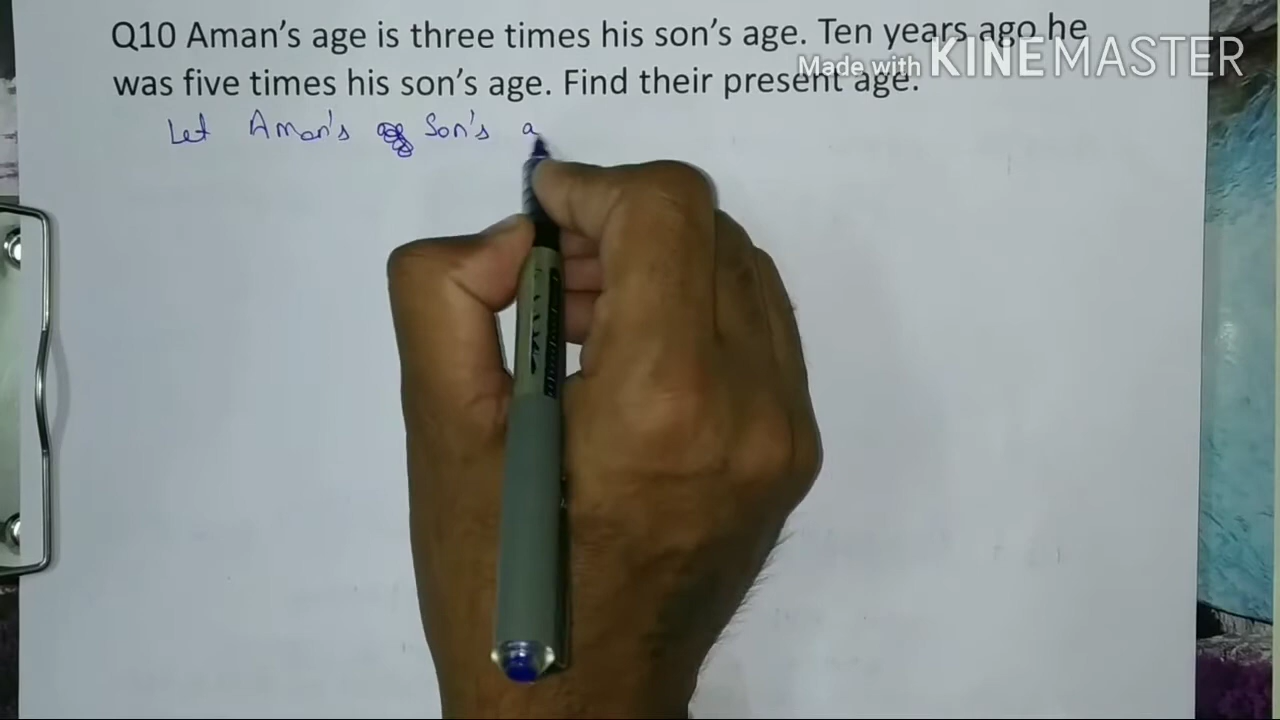 Q10 Aman’s age is three times his son’s age. Ten years ago he
was five times his son’s age. Find their present age.
Made with KINEMASTER
Let Aman's Son's a